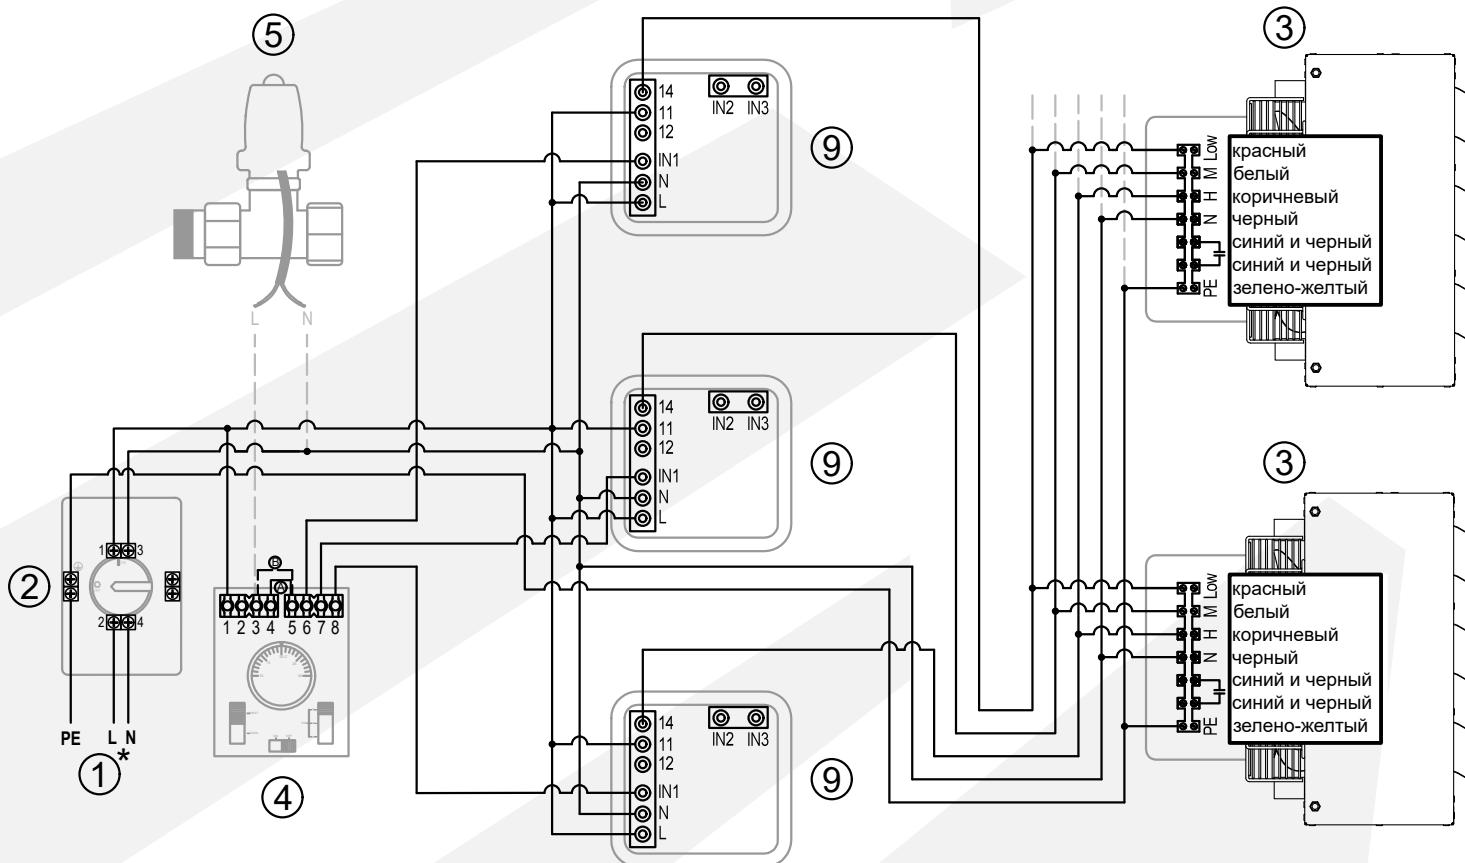 5
3
14
11
12
IN1
N
L
IN2 IN3
9
Low
M
H
N
PE
красный
белый
коричневый
черный
синий и черный
синий и черный
зелено-желтый
L N
14
11
12
IN1
N
L
IN2 IN3
9
3
Low
M
H
N
PE
красный
белый
коричневый
черный
синий и черный
синий и черный
зелено-желтый
2
1 3
2 4
B
A
1 2 3 4 5 6 7 8
PE L N
1 *
4
14
11
12
IN1
N
L
IN2 IN3
9